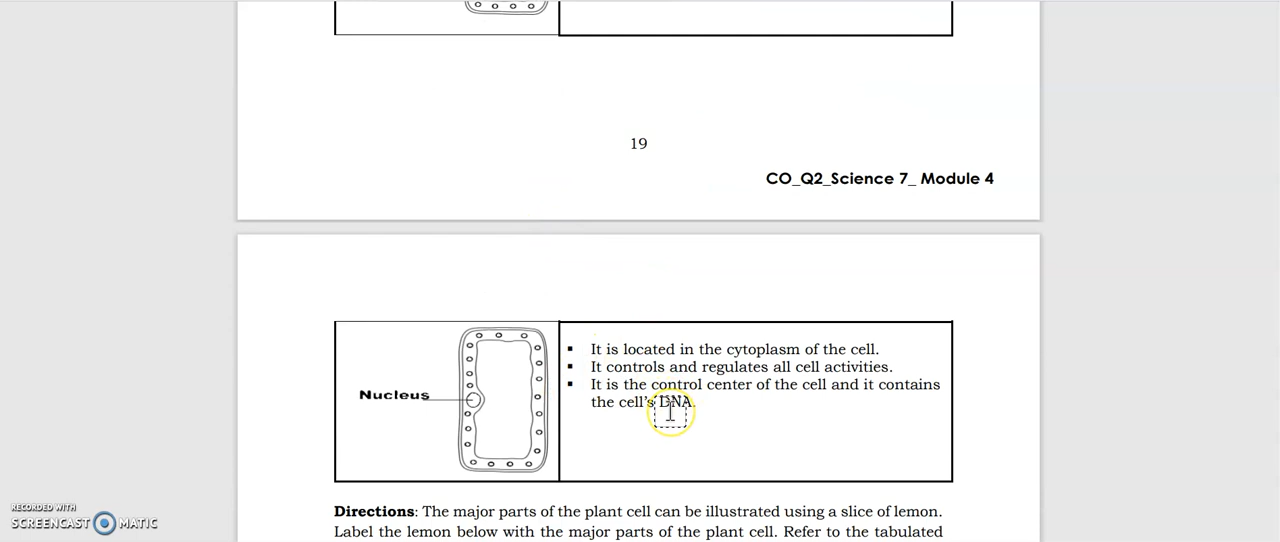 19
CO_Q2_Science 7_ Module 4
Nucleus
▪ It is located in the cytoplasm of the cell.
▪ It controls and regulates all cell activities.
▪ It is the control center of the cell and it contains
the cell's DNA.
Directions: The major parts of the plant cell can be illustrated using a slice of lemon.
Label the lemon below with the major parts of the plant cell. Refer to the tabulated
RECORDED WITH
SCREENCAST MATIC